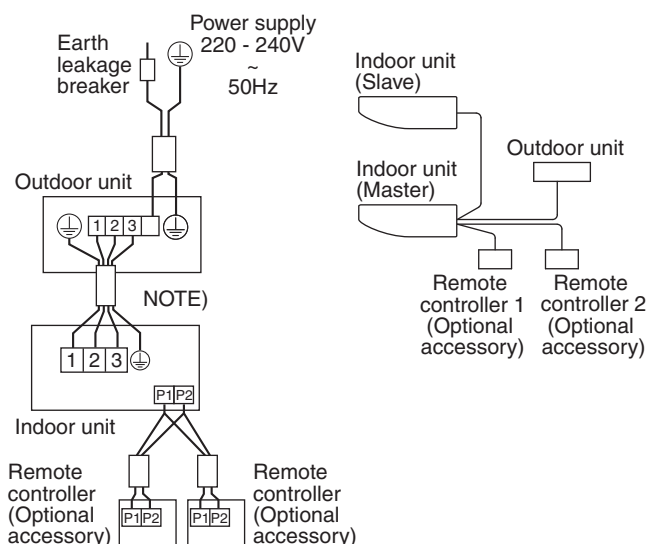 Power supply
220 - 240V
~
50Hz
Earth
leakage
breaker
Outdoor unit
1 2 3
NOTE)
1 2 3
P1 P2
Indoor unit
Remote
controller
(Optional
accessory)
P1 P2
P1 P2
Remote
controller
(Optional
accessory)
Indoor unit
(Slave)
Indoor unit
(Master)
Outdoor unit
Remote
controller 1
(Optional
accessory)
Remote
controller 2
(Optional
accessory)